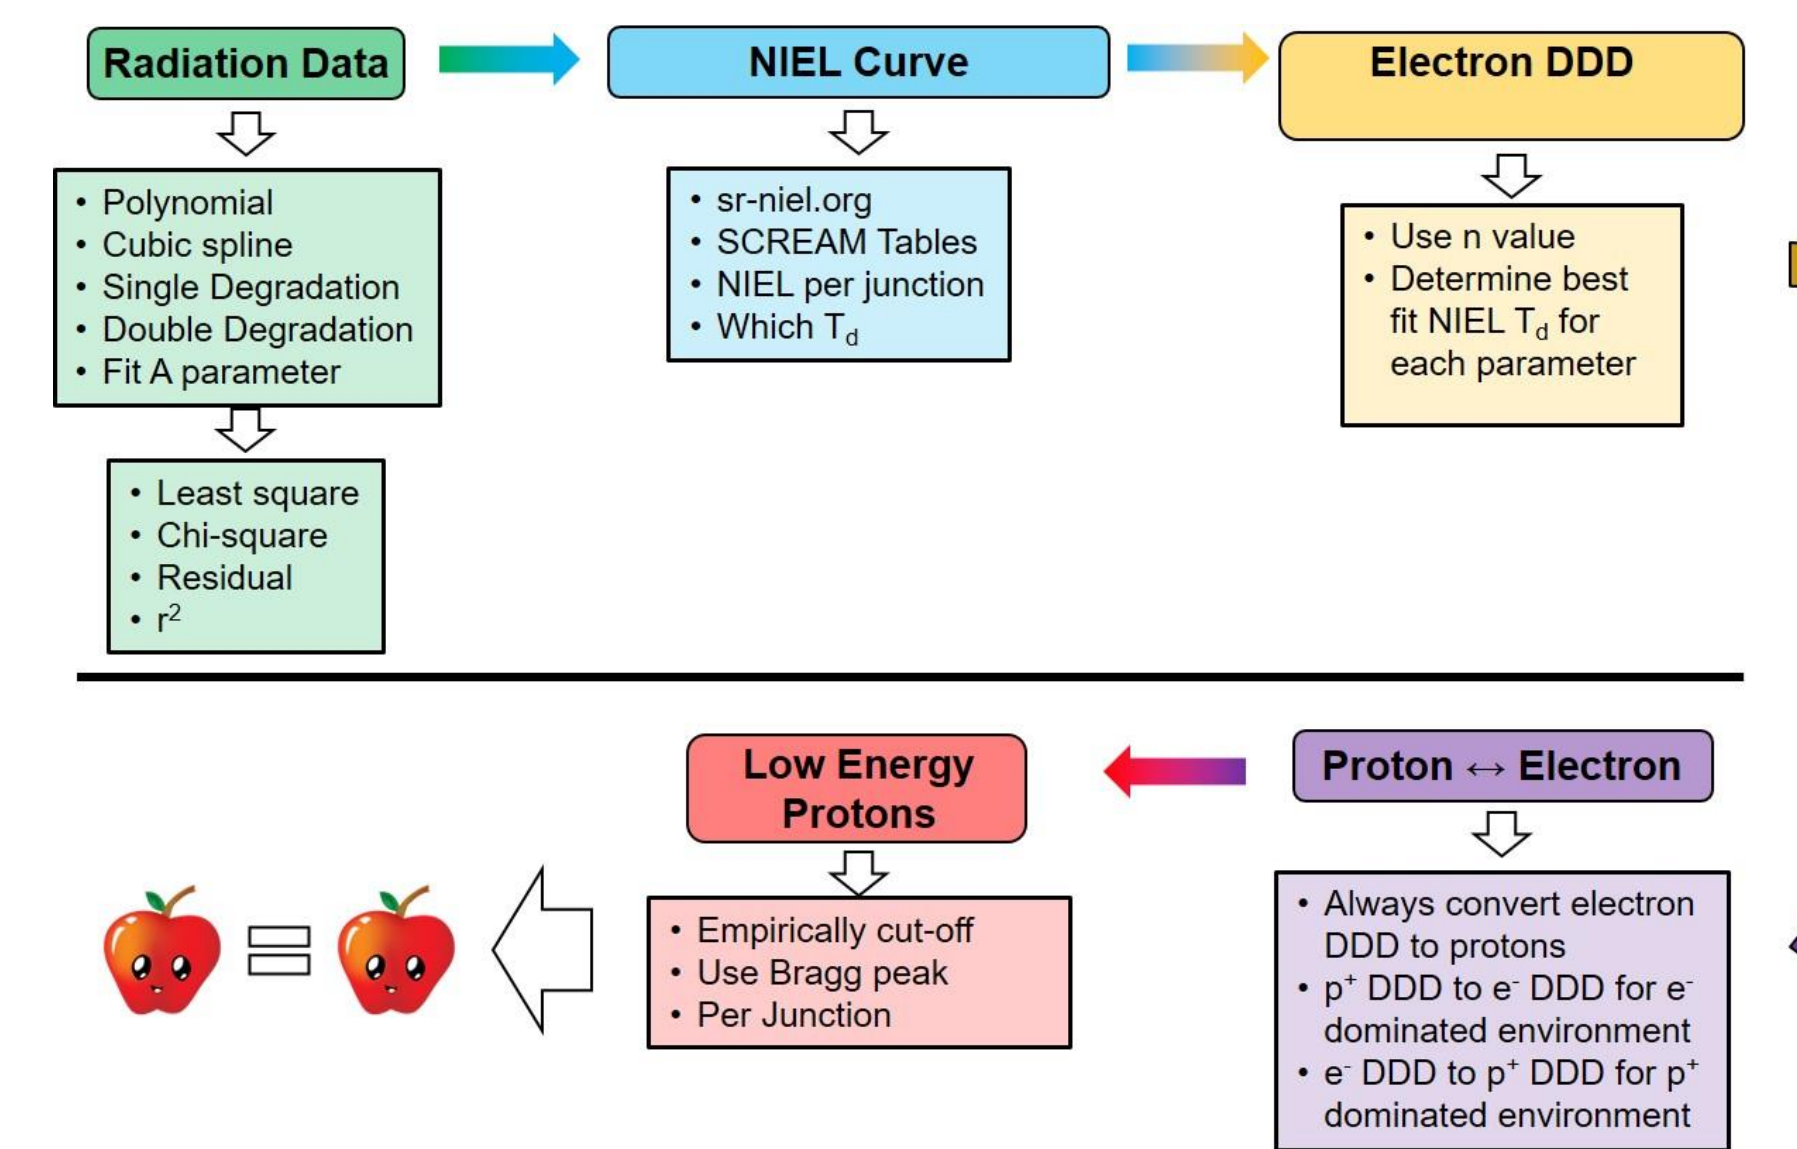 Radiation Data
NIEL Curve
Electron DDD
• Polynomial
• Cubic spline
• Single Degradation
• Double Degradation
• Fit A parameter
• sr-niel.org
• SCREAM Tables
• NIEL per junction
• Which Td
• Use n value
• Determine best
fit NIEL Td for
each parameter
• Least square
• Chi-square
• Residual
• r²
Low Energy
Protons
Proton ↔ Electron
• Empirically cut-off
• Use Bragg peak
• Per Junction
• Always convert electron
DDD to protons
• p⁺ DDD to e⁻ DDD for e⁻
dominated environment
• e⁻ DDD to p⁺ DDD for p⁺
dominated environment